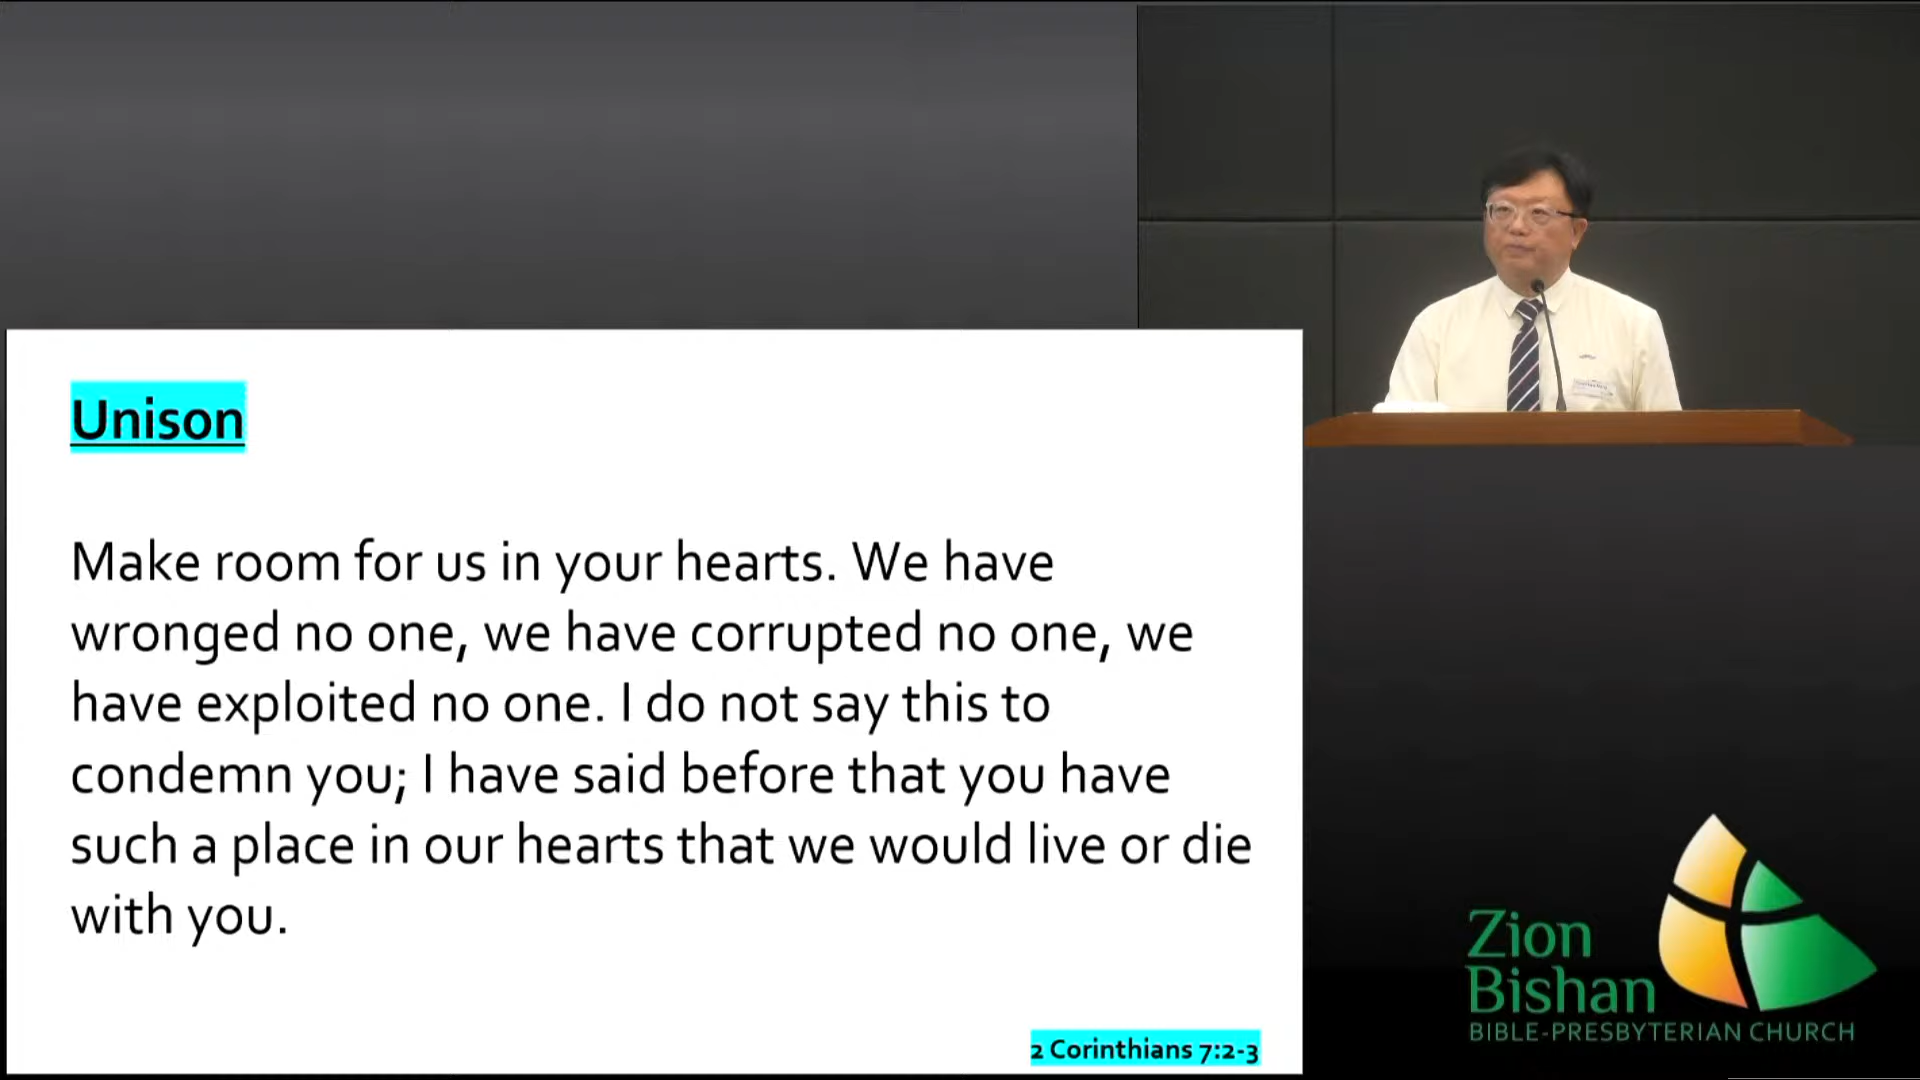 Unison
Make room for us in your hearts. We have
wronged no one, we have corrupted no one, we
have exploited no one. I do not say this to
condemn you; I have said before that you have
such a place in our hearts that we would live or die
with you.
2 Corinthians 7:2-3
Zion
Bishan
BIBLE-PRESBYTERIAN CHURCH